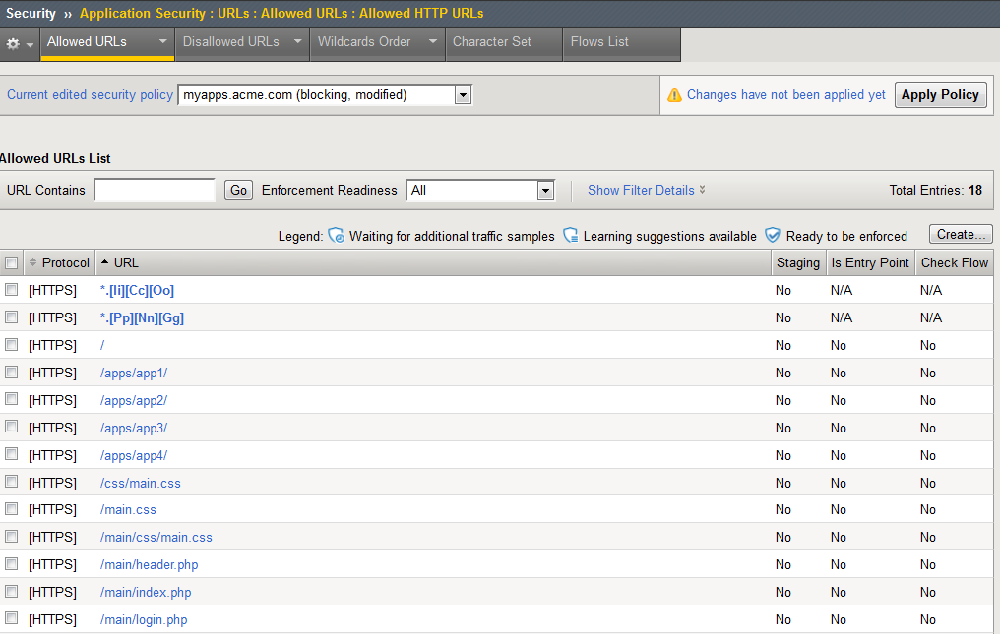 Security » Application Security : URLs : Allowed URLs : Allowed HTTP URLs
Allowed URLs Disallowed URLs Wildcards Order Character Set Flows List
Current edited security policy myapps.acme.com (blocking, modified) Changes have not been applied yet Apply Policy
Allowed URLs List
URL Contains Go Enforcement Readiness All Show Filter Details Total Entries: 18
Legend: Waiting for additional traffic samples Learning suggestions available Ready to be enforced Create...
Protocol URL Staging Is Entry Point Check Flow
[HTTPS] *.[Ii][Cc][Oo] No N/A N/A
[HTTPS] *.[Pp][Nn][Gg] No N/A N/A
[HTTPS] / No No No
[HTTPS] /apps/app1/ No No No
[HTTPS] /apps/app2/ No No No
[HTTPS] /apps/app3/ No No No
[HTTPS] /apps/app4/ No No No
[HTTPS] /css/main.css No No No
[HTTPS] /main.css No No No
[HTTPS] /main/css/main.css No No No
[HTTPS] /main/header.php No No No
[HTTPS] /main/index.php No No No
[HTTPS] /main/login.php No No No